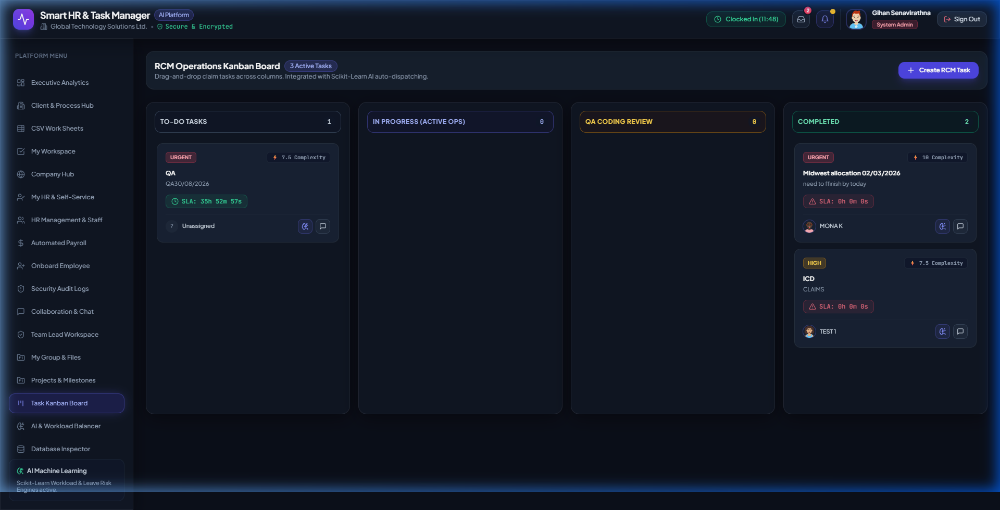 Smart HR & Task Manager AI Platform
Global Technology Solutions Ltd. • Secure & Encrypted
Clocked In (11:48)
2
Gihan Senavirathna
System Admin
Sign Out
PLATFORM MENU
Executive Analytics
Client & Process Hub
CSV Work Sheets
My Workspace
Company Hub
My HR & Self-Service
HR Management & Staff
Automated Payroll
Onboard Employee
Security Audit Logs
Collaboration & Chat
Team Lead Workspace
My Group & Files
Projects & Milestones
Task Kanban Board
AI & Workload Balancer
Database Inspector
AI Machine Learning
Scikit-Learn Workload & Leave Risk
Engines active.
RCM Operations Kanban Board 3 Active Tasks
Drag-and-drop claim tasks across columns. Integrated with Scikit-Learn AI auto-dispatching.
+ Create RCM Task
TO-DO TASKS 1
URGENT 7.5 Complexity
QA
QA30/08/2026
SLA: 35h 52m 57s
? Unassigned
IN PROGRESS (ACTIVE OPS) 0
QA CODING REVIEW 0
COMPLETED 2
URGENT 10 Complexity
Midwest allocation 02/03/2026
need to ffinish by today
SLA: 0h 0m 0s
MONA K
HIGH 7.5 Complexity
ICD
CLAIMS
SLA: 0h 0m 0s
TEST 1